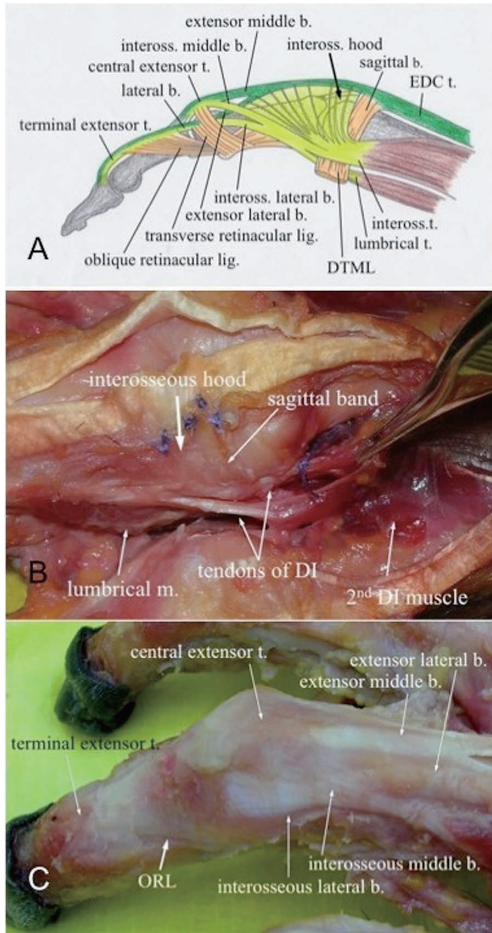 extensor middle b.
inteross. middle b.
central extensor t.
lateral b.
terminal extensor t.
inteross. hood
sagittal b.
EDC t.
inteross. lateral b.
extensor lateral b.
transverse retinacular lig.
oblique retinacular lig.
inteross.t.
lumbrical t.
DTML
A
interosseous hood
sagittal band
lumbrical m.
tendons of DI
2nd DI muscle
B
central extensor t.
extensor lateral b.
extensor middle b.
terminal extensor t.
ORL
interosseous middle b.
interosseous lateral b.
C